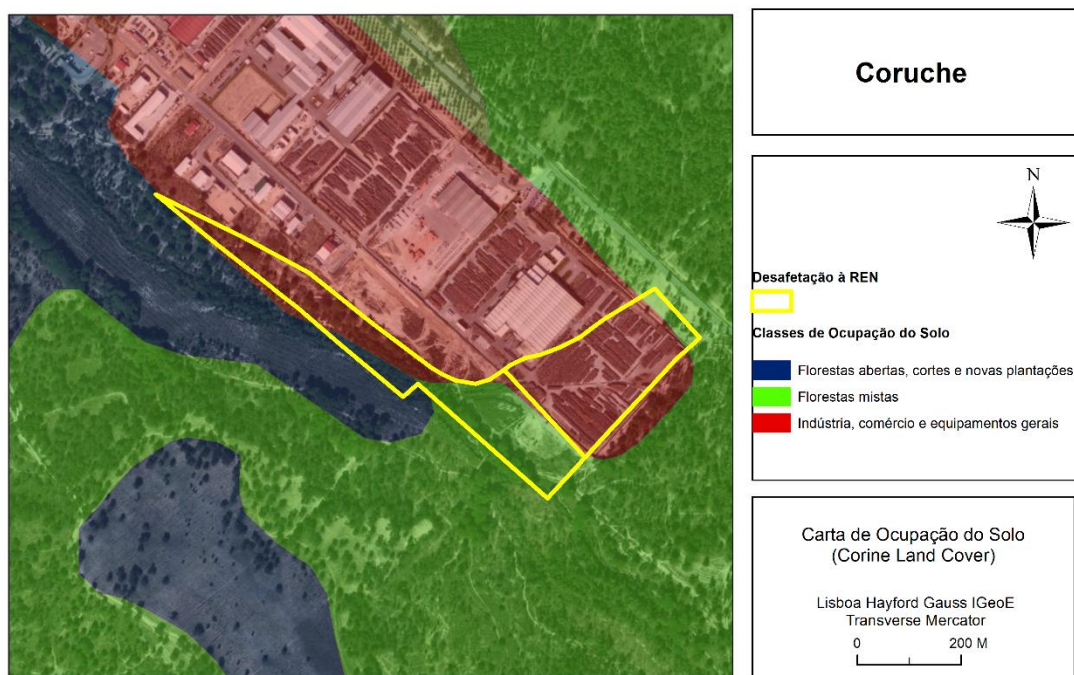 Coruche
N
Desafetação à REN
Classes de Ocupação do Solo
Florestas abertas, cortes e novas plantações
Florestas mistas
Indústria, comércio e equipamentos gerais
Carta de Ocupação do Solo
(Corine Land Cover)
Lisboa Hayford Gauss IGeoE
Transverse Mercator
0 200 M